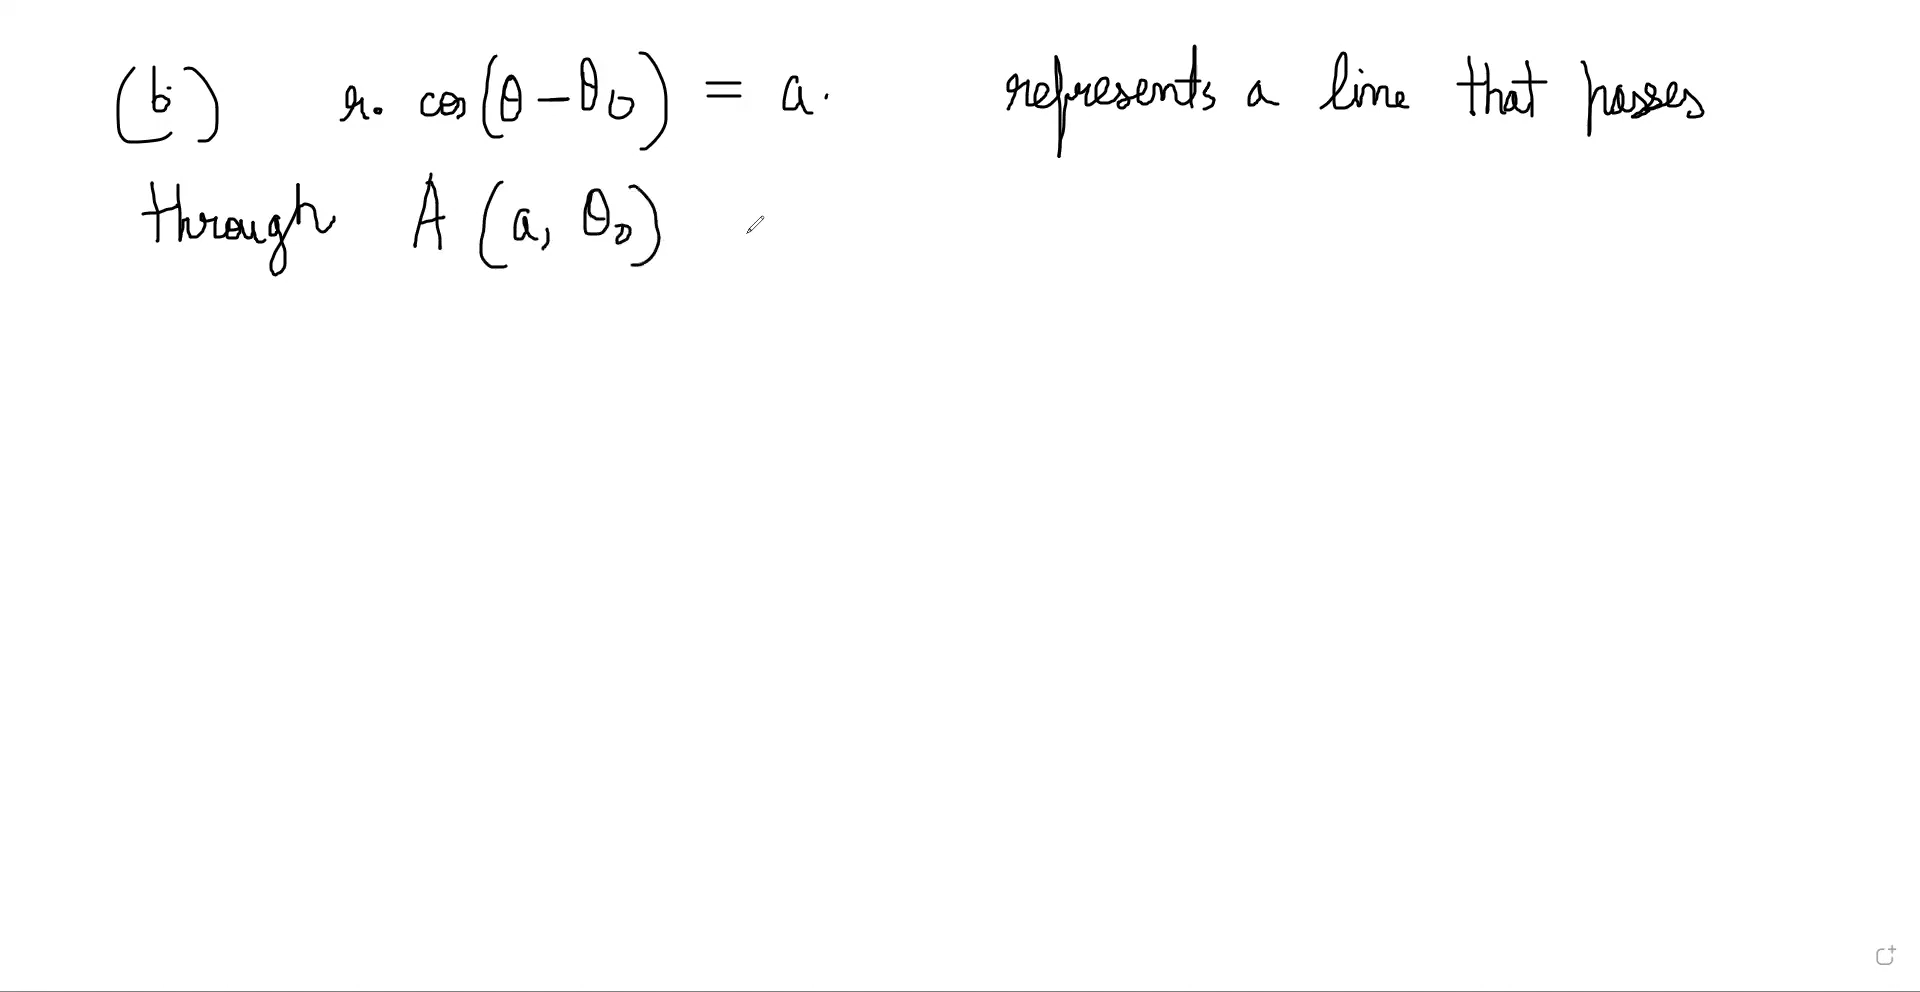 (b) r. cos(θ – θ₀) = a. represents a line that passes
through A (a, θ₀)